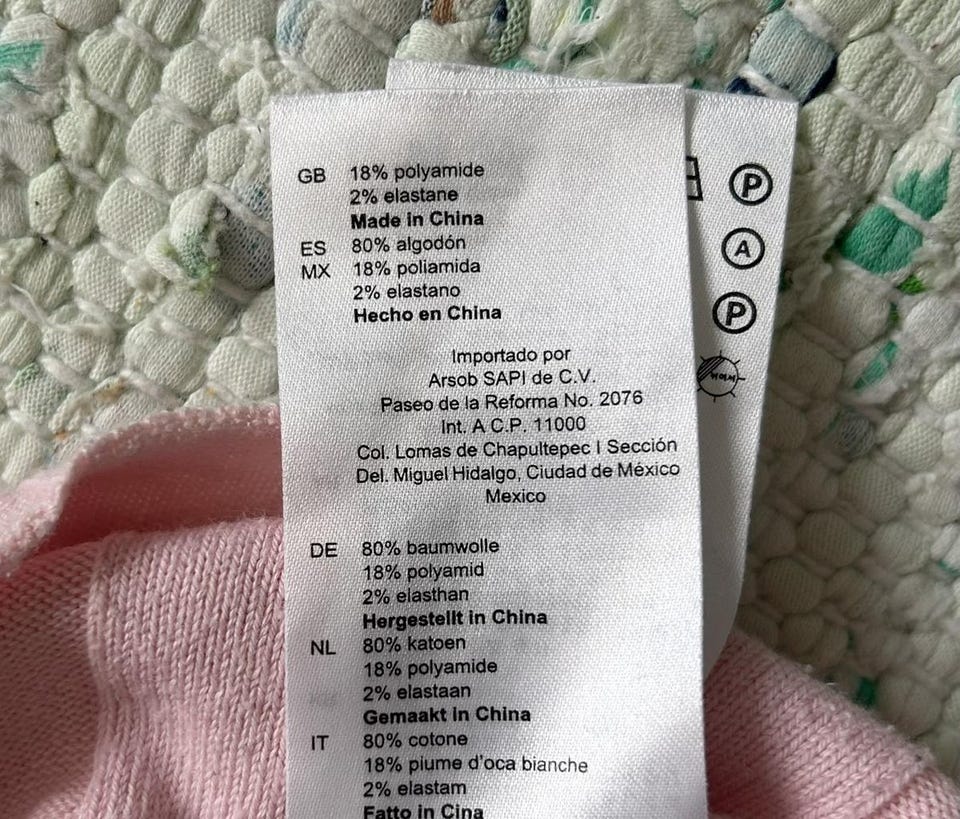 GB 18% polyamide
2% elastane
Made in China
ES 80% algodón
MX 18% poliamida
2% elastano
Hecho en China
Importado por
Arsob SAPI de C.V.
Paseo de la Reforma No. 2076
Int. A C.P. 11000
Col. Lomas de Chapultepec I Sección
Del. Miguel Hidalgo, Ciudad de México
Mexico
DE 80% baumwolle
18% polyamid
2% elasthan
Hergestellt in China
NL 80% katoen
18% polyamide
2% elastaan
Gemaakt in China
IT 80% cotone
18% piume d'oca bianche
2% elastam
Fatto in Cina
P
A
P